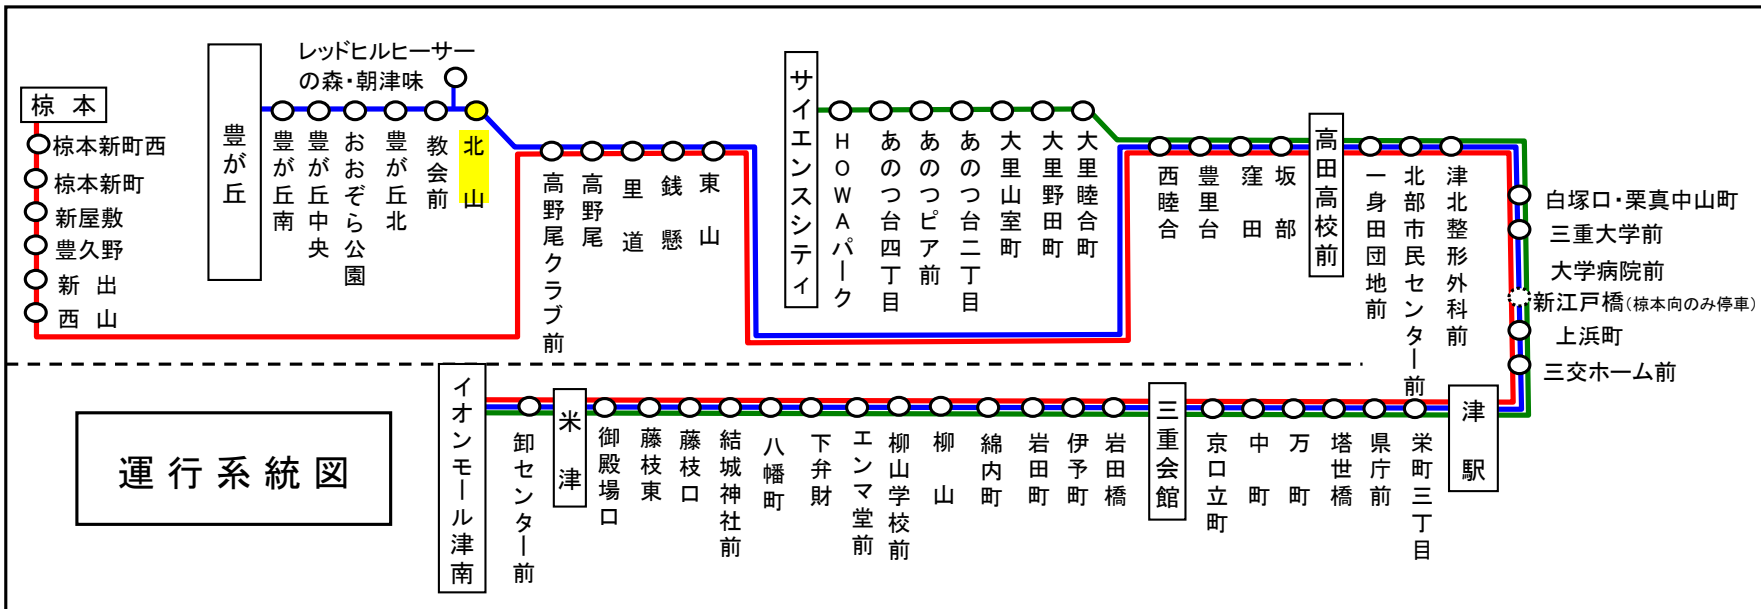 椋本
椋本新町西
椋本新町
新屋敷
豊久野
新出
西山
豊が丘
豊が丘南
豊が丘中央
おおぞら公園
豊が丘北
教会前
レッドヒルヒーサー
の森・朝津味
北山
高野尾クラブ前
高野尾
里道
銭懸
東山
サイエンスシティ
HOWAパーク
あのつ台四丁目
あのつピア前
あのつ台二丁目
大里山室町
大里野田町
大里睦合町
西睦合
豊里台
窪田
坂部
高田高校前
一身田団地前
北部市民センター前
津北整形外科前
白塚口・栗真中山町
三重大学前
大学病院前
新江戸橋(椋本向のみ停車)
上浜町
三交ホーム前
運行系統図
イオンモール津南
卸センター前
米津
御殿場口
藤枝東
藤枝口
結城神社前
八幡町
下弁財
エンマ堂前
柳山学校前
柳山
綿内町
岩田町
伊予町
岩田橋
三重会館
京口立町
中町
万町
塔世橋
県庁前
栄町三丁目
津駅